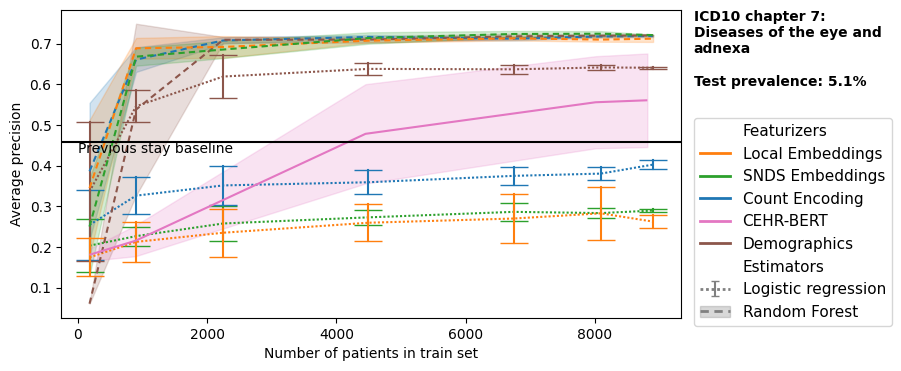 ICD10 chapter 7:
Diseases of the eye and
adnexa
Test prevalence: 5.1%
Average precision
0.7
0.6
0.5
0.4
0.3
0.2
0.1
Previous stay baseline
0
2000
4000
6000
8000
Number of patients in train set
Featurizers
Local Embeddings
SNDS Embeddings
Count Encoding
CEHR-BERT
Demographics
Estimators
Logistic regression
Random Forest